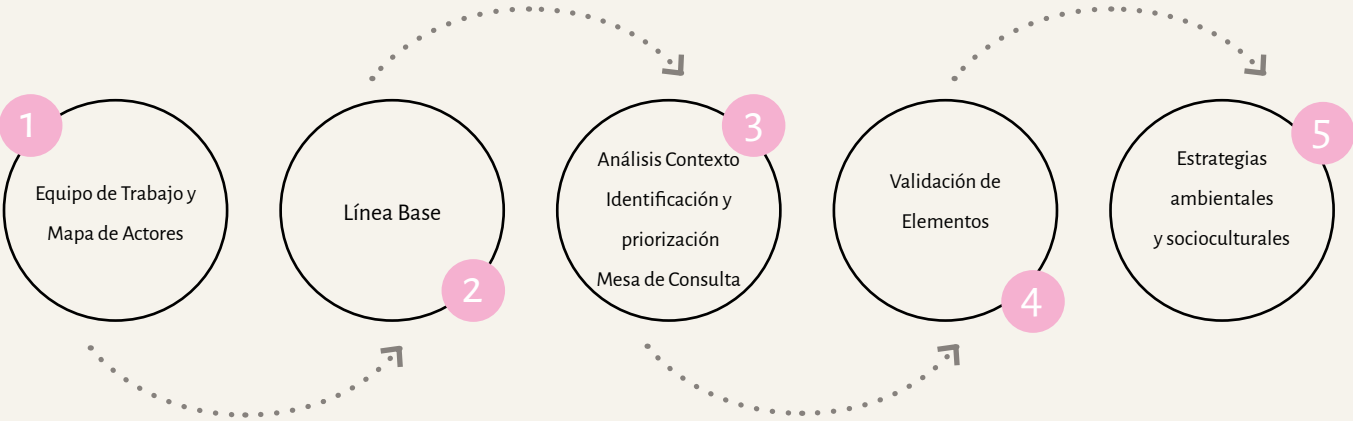 1
Equipo de Trabajo y
Mapa de Actores
Línea Base
2
3
Análisis Contexto
Identificación y
priorización
Mesa de Consulta
Validación de
Elementos
4
5
Estrategias
ambientales
y socioculturales